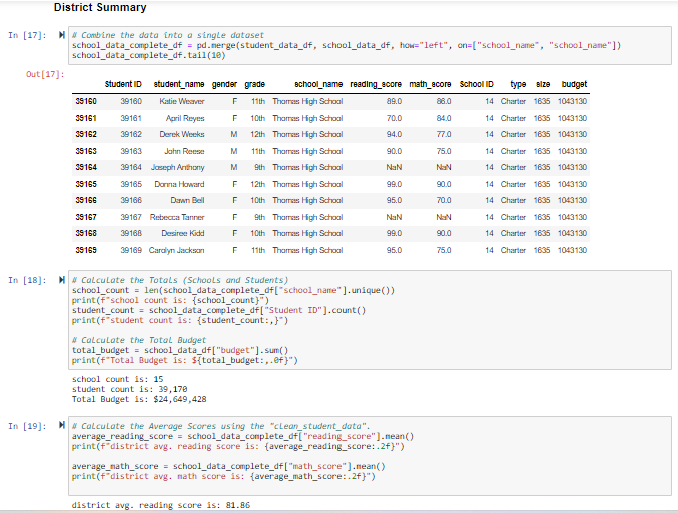 District Summary
In [17]: # Combine the data into a single dataset
school_data_complete_df = pd.merge(student_data_df, school_data_df, how="left", on=["school_name", "school_name"])
school_data_complete_df.tail(10)
Out[17]:
Student ID student_name gender grade school_name reading_score math_score School ID type size budget
39160 39160 Katie Weaver F 11th Thomas High School 89.0 86.0 14 Charter 1635 1043130
39161 39161 April Reyes F 10th Thomas High School 70.0 84.0 14 Charter 1635 1043130
39162 39162 Derek Weeks M 12th Thomas High School 94.0 77.0 14 Charter 1635 1043130
39163 39163 John Reese M 11th Thomas High School 90.0 75.0 14 Charter 1635 1043130
39164 39164 Joseph Anthony M 9th Thomas High School NaN NaN 14 Charter 1635 1043130
39165 39165 Donna Howard F 12th Thomas High School 99.0 90.0 14 Charter 1635 1043130
39166 39166 Dawn Bell F 10th Thomas High School 95.0 70.0 14 Charter 1635 1043130
39167 39167 Rebecca Tanner F 9th Thomas High School NaN NaN 14 Charter 1635 1043130
39168 39168 Desiree Kidd F 10th Thomas High School 99.0 90.0 14 Charter 1635 1043130
39169 39169 Carolyn Jackson F 11th Thomas High School 95.0 75.0 14 Charter 1635 1043130
In [18]: # Calculate the Totals (Schools and Students)
school_count = len(school_data_complete_df["school_name"].unique())
print(f"school count is: {school_count}")
student_count = school_data_complete_df["Student ID"].count()
print(f"student count is: {student_count:,}")
# Calculate the Total Budget
total_budget = school_data_df["budget"].sum()
print(f"Total Budget is: ${total_budget:,.0f}")
school count is: 15
student count is: 39,170
Total Budget is: $24,649,428
In [19]: # Calculate the Average Scores using the "clean_student_data".
average_reading_score = school_data_complete_df["reading_score"].mean()
print(f"district avg. reading score is: {average_reading_score:.2f}")
average_math_score = school_data_complete_df["math_score"].mean()
print(f"district avg. math score is: {average_math_score:.2f}")
district avg. reading score is: 81.86